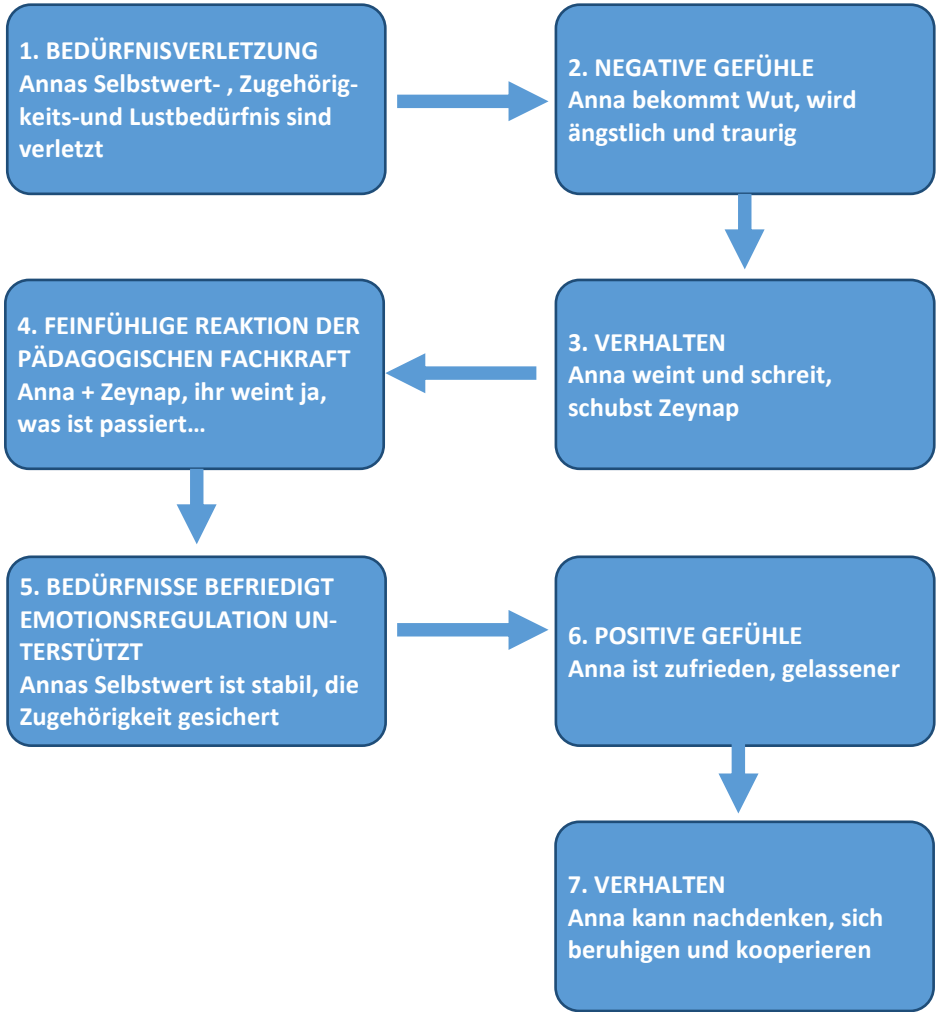 1. BEDÜRFNISVERLETZUNG
Annas Selbstwert- , Zugehörig-
keits-und Lustbedürfnis sind
verletzt
2. NEGATIVE GEFÜHLE
Anna bekommt Wut, wird
ängstlich und traurig
3. VERHALTEN
Anna weint und schreit,
schubst Zeynap
4. FEINFÜHLIGE REAKTION DER
PÄDAGOGISCHEN FACHKRAFT
Anna + Zeynap, ihr weint ja,
was ist passiert…
5. BEDÜRFNISSE BEFRIEDIGT
EMOTIONSREGULATION UN-
TERSTÜTZT
Annas Selbstwert ist stabil, die
Zugehörigkeit gesichert
6. POSITIVE GEFÜHLE
Anna ist zufrieden, gelassener
7. VERHALTEN
Anna kann nachdenken, sich
beruhigen und kooperieren